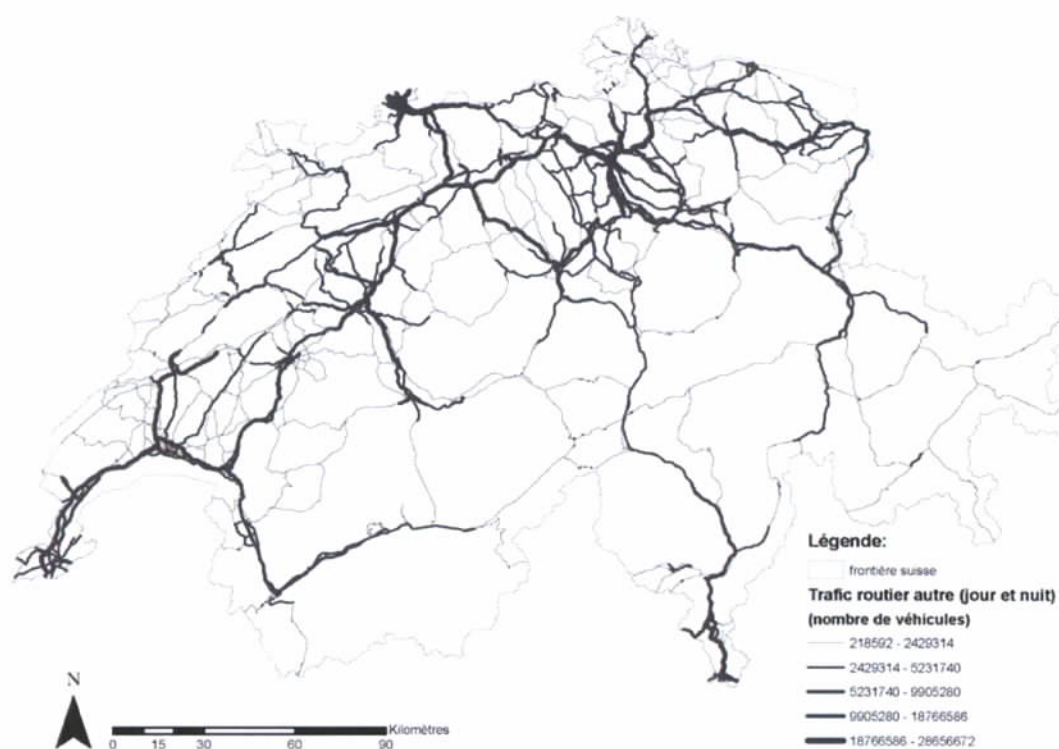 Légende:
frontière suisse
Trafic routier autre (jour et nuit)
(nombre de véhicules)
218592 - 2429314
2429314 - 5231740
5231740 - 9905280
9905280 - 18766586
18766586 - 28656672
N
Kilomètres
0 15 30 60 90